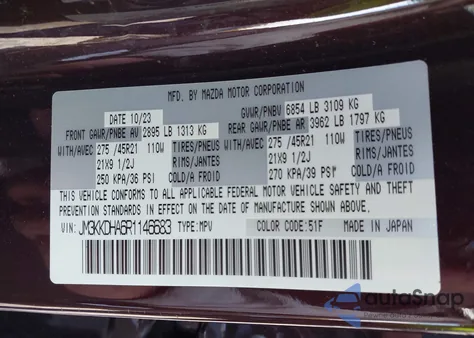 MFD. BY MAZDA MOTOR CORPORATION
DATE 10/23 GVWR/PNBV 6854 LB 3109 KG
FRONT GAWR/PNBE AV 2895 LB 1313 KG REAR GAWR/PNBE AR 3962 LB 1797 KG
WITH/AVEC 275 /45R21 110W TIRES/PNEUS WITH/AVEC 275 /45R21 110W TIRES/PNEUS
21X9 1/2J RIMS/JANTES 21X9 1/2J RIMS/JANTES
250 KPA/36 PSI COLD/A FROID 270 KPA/39 PSI COLD/A FROID
THIS VEHICLE CONFORMS TO ALL APPLICABLE FEDERAL MOTOR VEHICLE SAFETY AND THEFT
PREVENTION STANDARDS IN EFFECT ON THE DATE OF MANUFACTURE SHOWN ABOVE.
VIN: JM3KKDHA6R1146683 TYPE:MPV COLOR CODE:51F MADE IN JAPAN
autoSnap